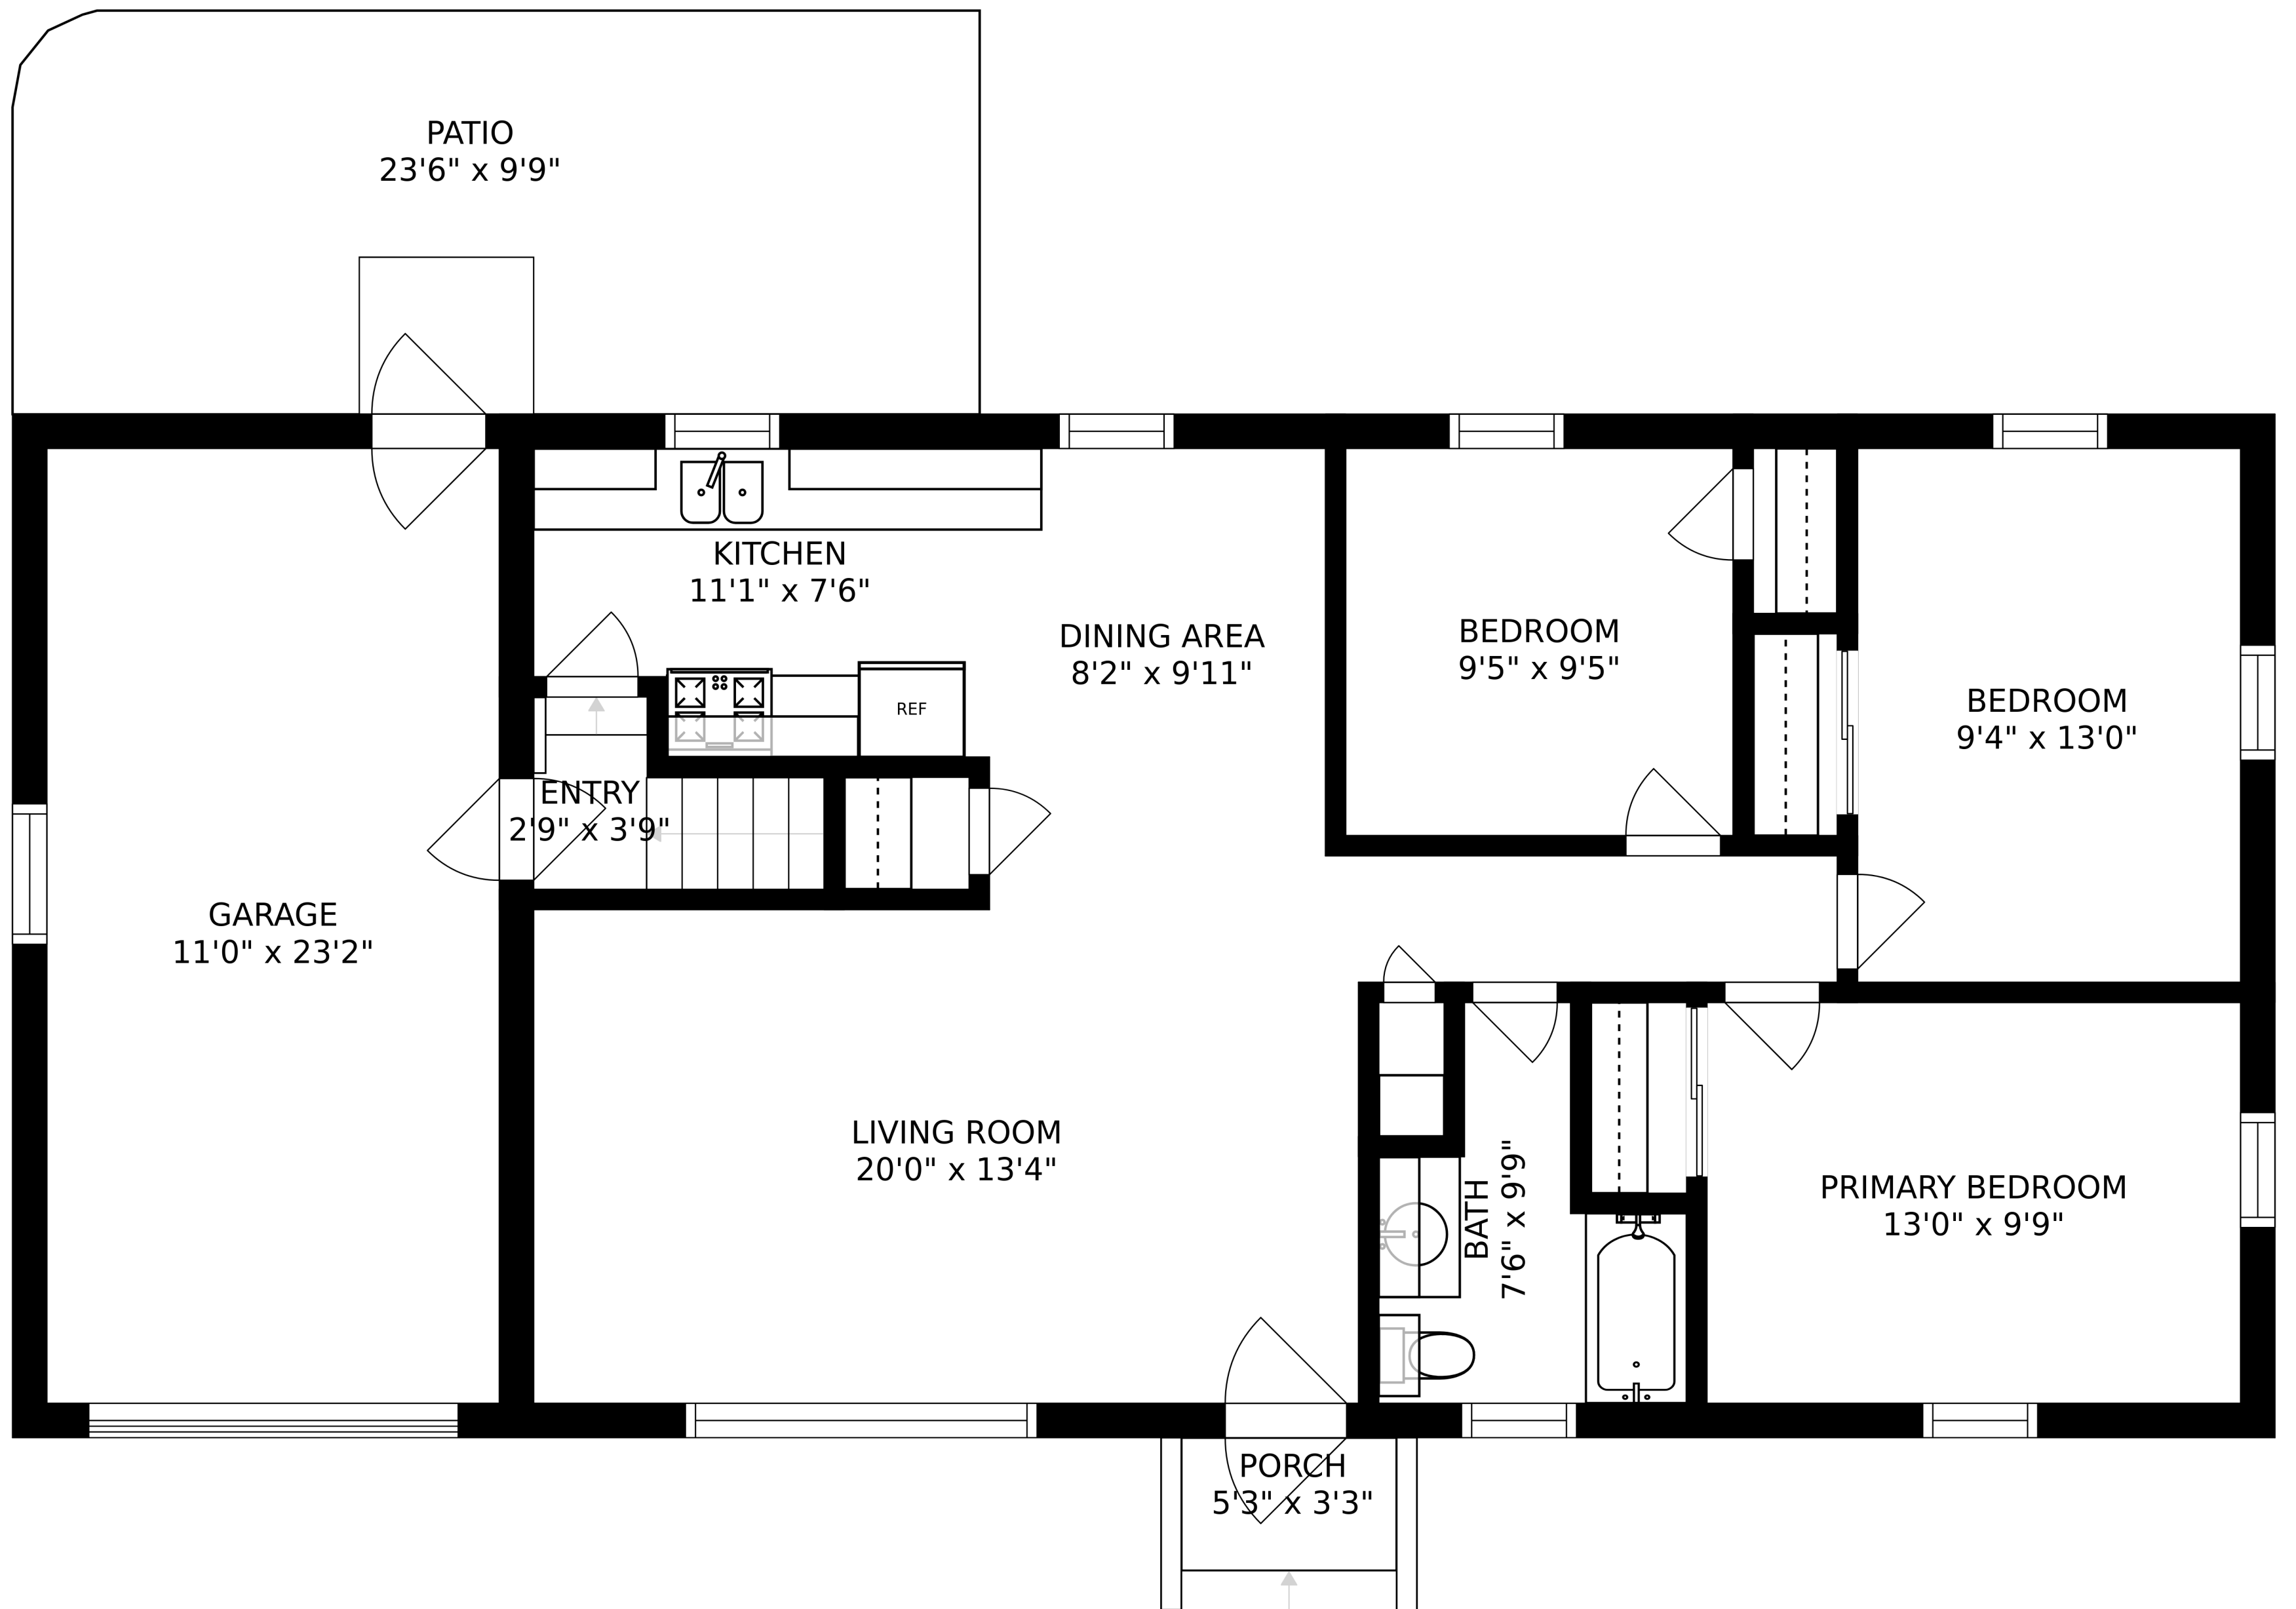 PATIO
23'6" x 9'9"
KITCHEN
11'1" x 7'6"
DINING AREA
8'2" x 9'11"
BEDROOM
9'5" x 9'5"
BEDROOM
9'4" x 13'0"
REF
ENTRY
2'9" x 3'9"
GARAGE
11'0" x 23'2"
LIVING ROOM
20'0" x 13'4"
BATH
7'6" x 9'9"
PRIMARY BEDROOM
13'0" x 9'9"
PORCH
5'3" x 3'3"